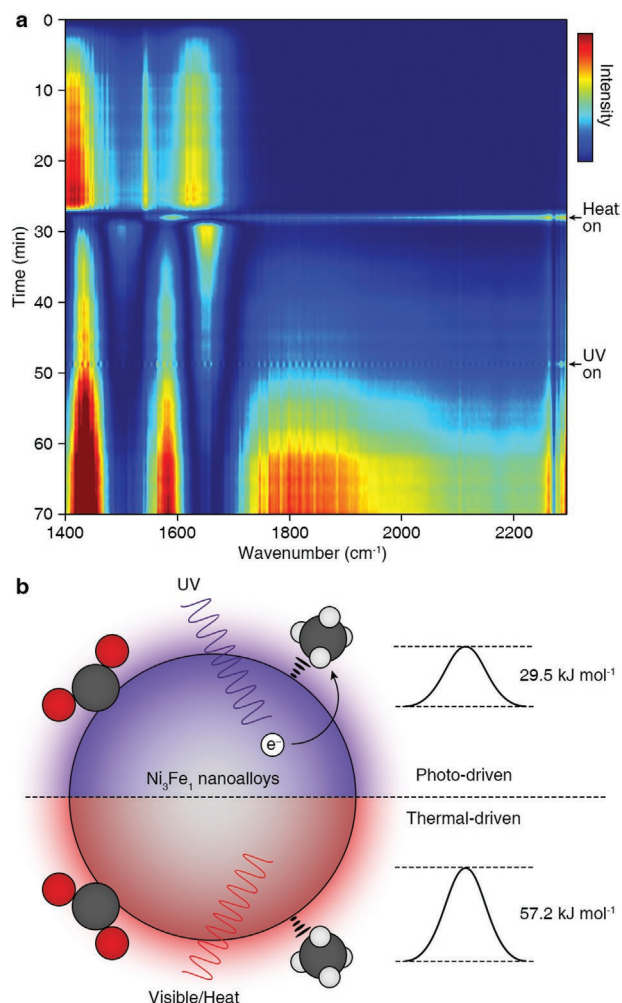 a
0
10
20
30
40
50
60
70
Time (min)
1400
1600
1800
2000
2200
Wavenumber (cm⁻¹)
Intensity
Heat
on
UV
on
b
UV
e⁻
Ni₃Fe₁ nanoalloys
29.5 kJ mol⁻¹
Photo-driven
Thermal-driven
57.2 kJ mol⁻¹
Visible/Heat